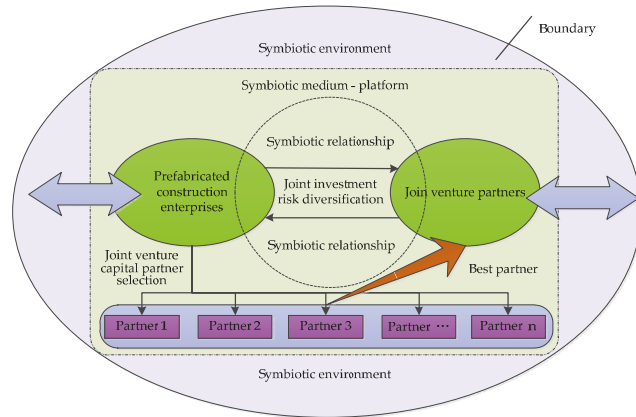 Boundary
Symbiotic environment
Symbiotic medium - platform
Symbiotic relationship
Prefabricated
construction
enterprises
Joint investment
risk diversification
Join venture partners
Symbiotic relationship
Joint venture
capital partner
selection
Best partner
Partner 1
Partner 2
Partner 3
Partner ···
Partner n
Symbiotic environment